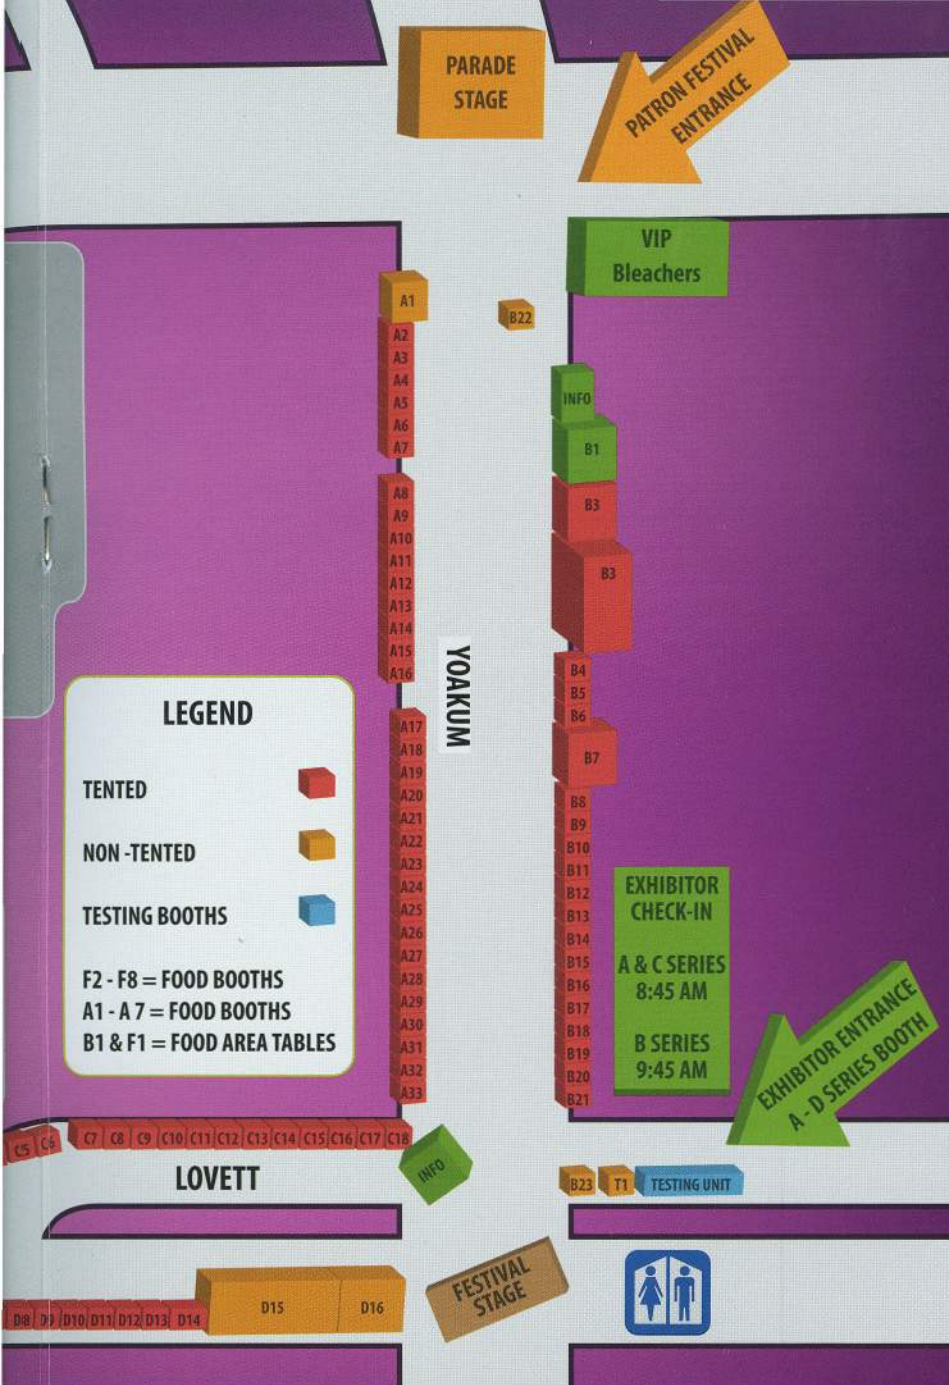 PARADE
STAGE
PATRON FESTIVAL
ENTRANCE
VIP
Bleachers
A1
B22
A2
A3
A4
A5
A6
A7
INFO
B1
B3
B3
A8
A9
A10
A11
A12
A13
A14
A15
A16
YOAKUM
B4
B5
B6
B7
A17
A18
A19
A20
A21
A22
A23
A24
A25
A26
A27
A28
A29
A30
A31
A32
A33
B8
B9
B10
B11
B12
B13
B14
B15
B16
B17
B18
B19
B20
B21
LEGEND
TENTED
NON -TENTED
TESTING BOOTHS
F2 - F8 = FOOD BOOTHS
A1 - A 7 = FOOD BOOTHS
B1 & F1 = FOOD AREA TABLES
EXHIBITOR
CHECK-IN
A & C SERIES
8:45 AM
B SERIES
9:45 AM
EXHIBITOR ENTRANCE
A - D SERIES BOOTH
C5 C6 C7 C8 C9 C10 C11 C12 C13 C14 C15 C16 C17 C18
LOVETT
INFO
B23 T1 TESTING UNIT
FESTIVAL
STAGE
D8 D9 D10 D11 D12 D13 D14 D15 D16